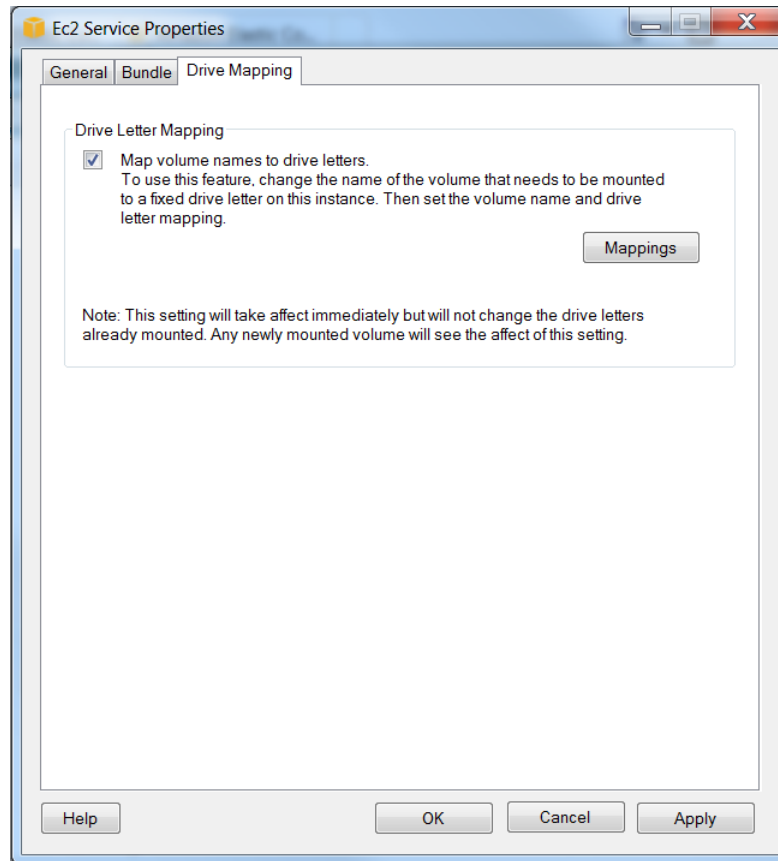 Ec2 Service Properties
General
Bundle
Drive Mapping
Drive Letter Mapping
Map volume names to drive letters.
To use this feature, change the name of the volume that needs to be mounted
to a fixed drive letter on this instance. Then set the volume name and drive
letter mapping.
Mappings
Note: This setting will take affect immediately but will not change the drive letters
already mounted. Any newly mounted volume will see the affect of this setting.
Help
OK
Cancel
Apply